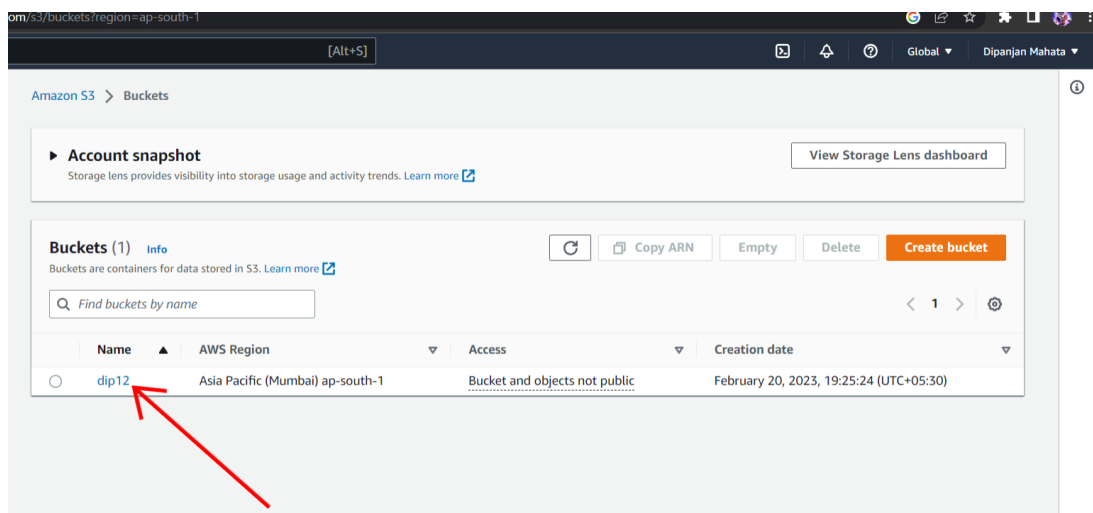 om/s3/buckets?region=ap-south-1
[Alt+S] Global Dipanjan Mahata
Amazon S3 Buckets
Account snapshot View Storage Lens dashboard
Storage lens provides visibility into storage usage and activity trends. Learn more
Buckets (1) Info Copy ARN Empty Delete Create bucket
Buckets are containers for data stored in S3. Learn more
Find buckets by name 1
Name AWS Region Access Creation date
dip12 Asia Pacific (Mumbai) ap-south-1 Bucket and objects not public February 20, 2023, 19:25:24 (UTC+05:30)